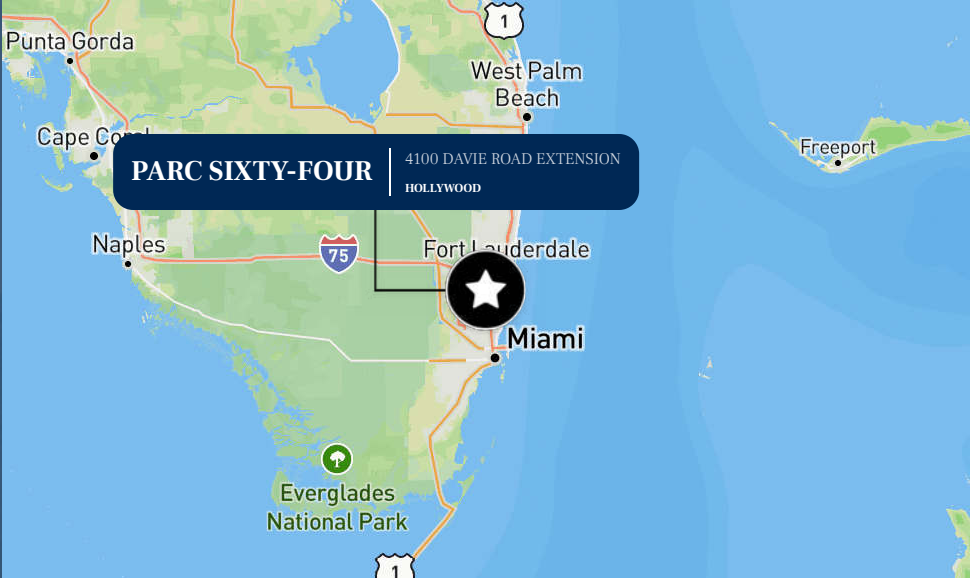 1
Punta Gorda
West Palm
Beach
Cape Coral
Freeport
PARC SIXTY-FOUR
4100 DAVIE ROAD EXTENSION
HOLLYWOOD
Naples
75
Fort Lauderdale
Miami
Everglades
National Park
1